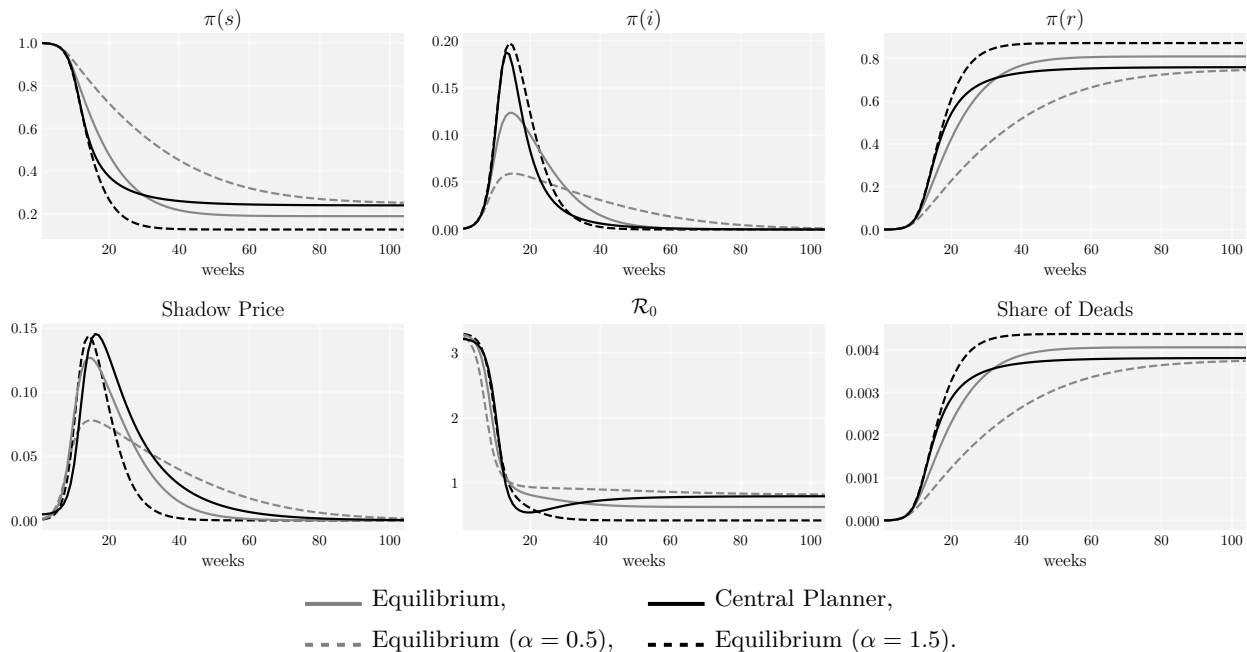 π(s)
π(i)
π(r)
1.0
0.8
0.6
0.4
0.2
20 40 60 80 100
weeks
0.20
0.15
0.10
0.05
0.00
20 40 60 80 100
weeks
0.8
0.6
0.4
0.2
0.0
20 40 60 80 100
weeks
Shadow Price
R₀
Share of Deads
0.15
0.10
0.05
0.00
20 40 60 80 100
weeks
3
2
1
20 40 60 80 100
weeks
0.004
0.003
0.002
0.001
0.000
20 40 60 80 100
weeks
Equilibrium, Central Planner,
Equilibrium (α = 0.5), Equilibrium (α = 1.5).